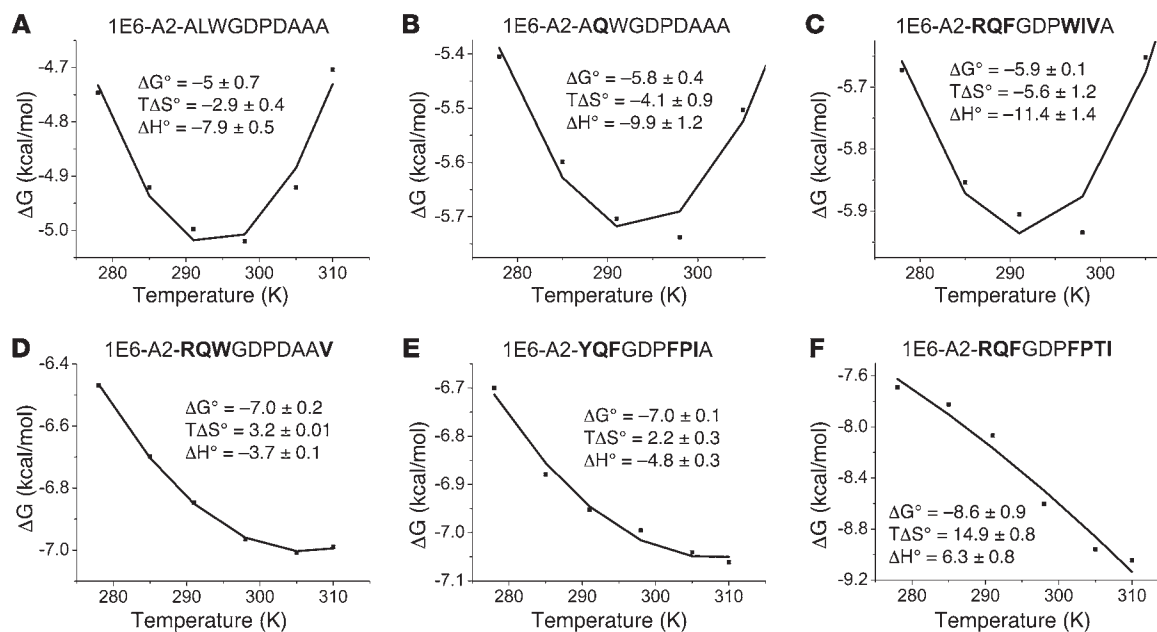 A 1E6-A2-ALWGDPDAAA
ΔG (kcal/mol)
-4.7
-4.8
-4.9
-5.0
ΔG° = −5 ± 0.7
TΔS° = −2.9 ± 0.4
ΔH° = −7.9 ± 0.5
280 290 300 310
Temperature (K)
B 1E6-A2-AQWGDPDAAA
ΔG (kcal/mol)
-5.4
-5.5
-5.6
-5.7
ΔG° = −5.8 ± 0.4
TΔS° = −4.1 ± 0.9
ΔH° = −9.9 ± 1.2
280 290 300
Temperature (K)
C 1E6-A2-RQFGDPWIVA
ΔG (kcal/mol)
-5.7
-5.8
-5.9
ΔG° = −5.9 ± 0.1
TΔS° = −5.6 ± 1.2
ΔH° = −11.4 ± 1.4
280 290 300
Temperature (K)
D 1E6-A2-RQWGDPDAAV
ΔG (kcal/mol)
-6.4
-6.6
-6.8
-7.0
ΔG° = −7.0 ± 0.2
TΔS° = 3.2 ± 0.01
ΔH° = −3.7 ± 0.1
280 290 300 310
Temperature (K)
E 1E6-A2-YQFGDPFPIA
ΔG (kcal/mol)
-6.7
-6.8
-6.9
-7.0
-7.1
ΔG° = −7.0 ± 0.1
TΔS° = 2.2 ± 0.3
ΔH° = −4.8 ± 0.3
280 290 300 310
Temperature (K)
F 1E6-A2-RQFGDPFPTI
ΔG (kcal/mol)
-7.6
-8.0
-8.4
-8.8
-9.2
ΔG° = −8.6 ± 0.9
TΔS° = 14.9 ± 0.8
ΔH° = 6.3 ± 0.8
280 290 300 310
Temperature (K)